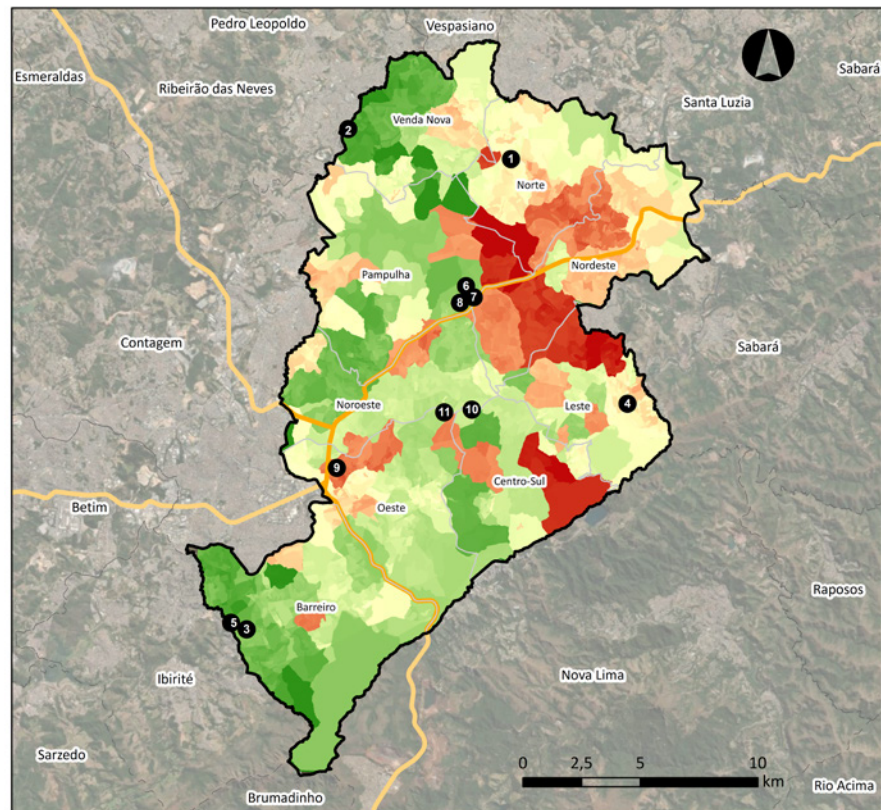 Pedro Leopoldo
Vespasiano
Esmeraldas
Sabará
Ribeirão das Neves
Santa Luzia
Venda Nova
2
1
Norte
Nordeste
Pampulha
6
7
8
Contagem
Sabará
Noroeste
11
10
Leste
4
9
Centro-Sul
Betim
Oeste
Raposos
Barreiro
5
3
Ibirité
Nova Lima
Sarzedo
0
2,5
5
10
km
Brumadinho
Rio Acima